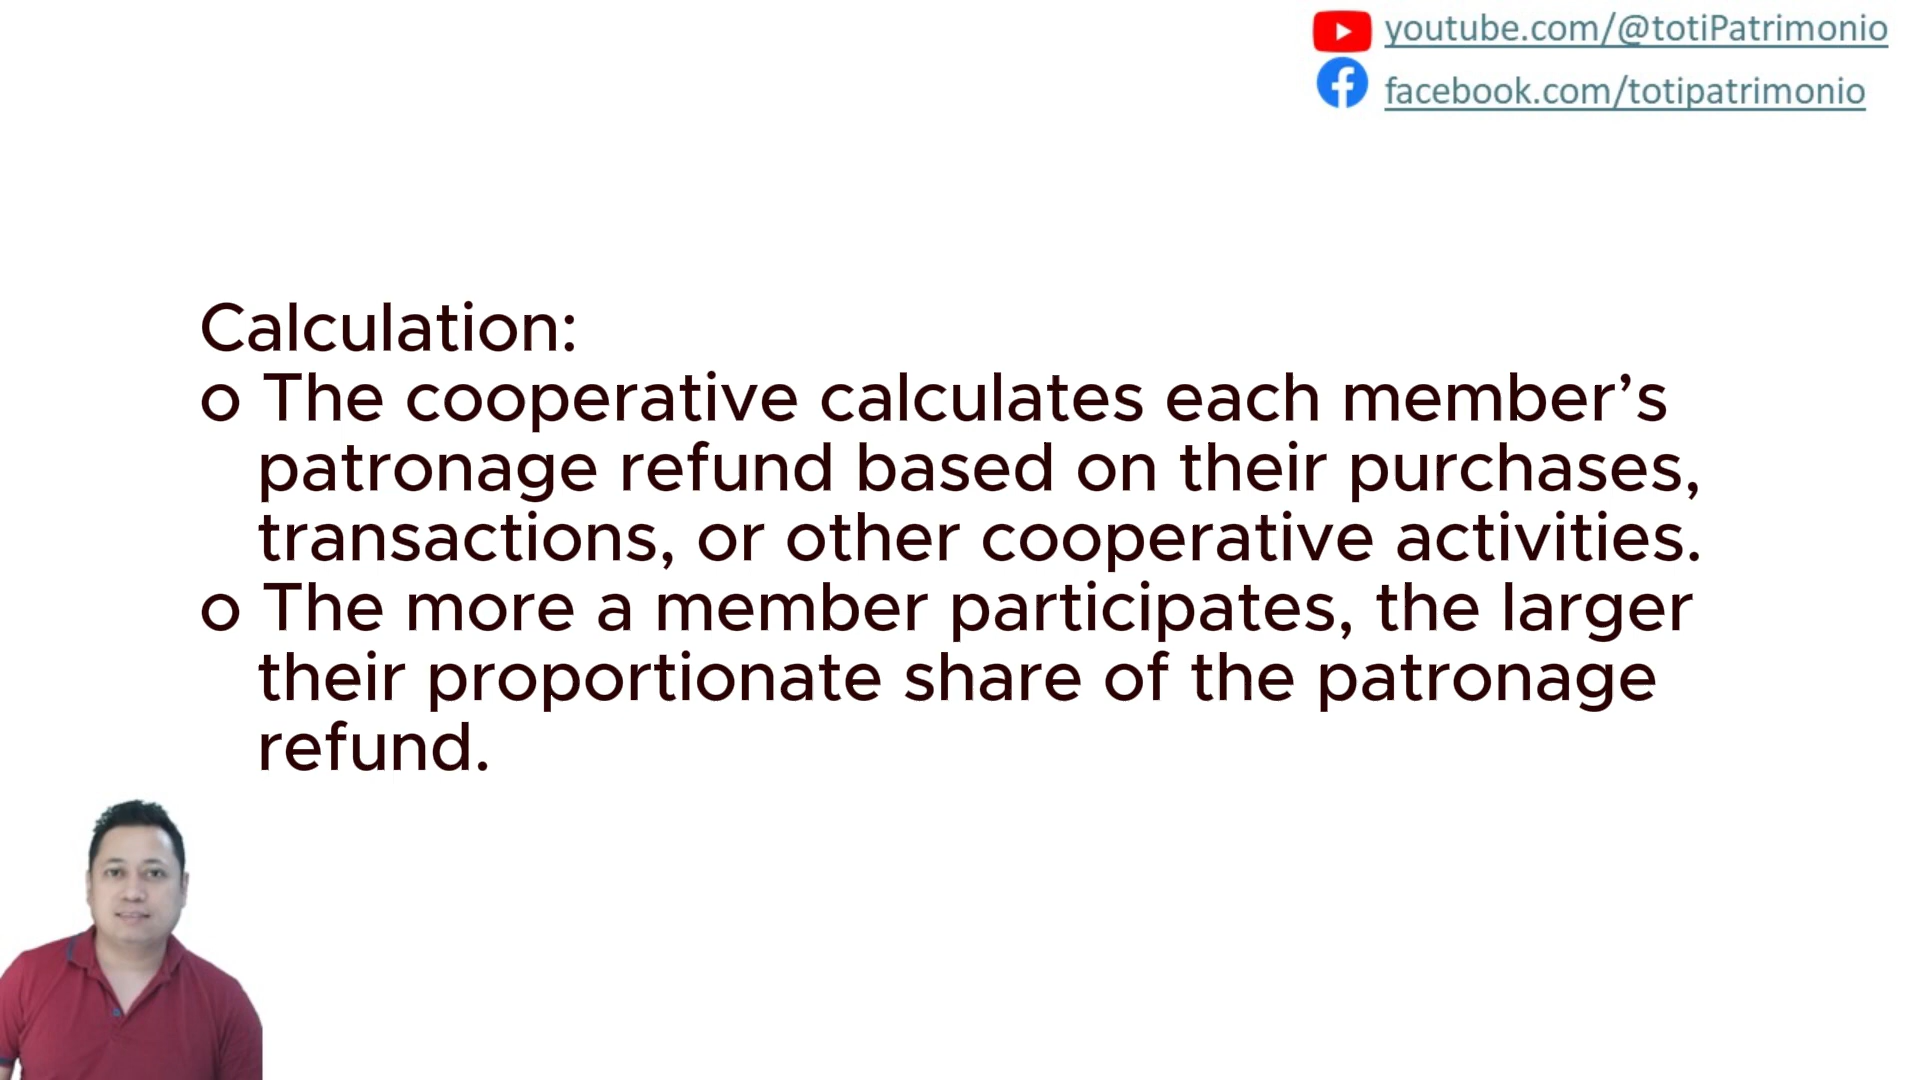 youtube.com/@totiPatrimonio
facebook.com/totipatrimonio
Calculation:
o The cooperative calculates each member’s
patronage refund based on their purchases,
transactions, or other cooperative activities.
o The more a member participates, the larger
their proportionate share of the patronage
refund.